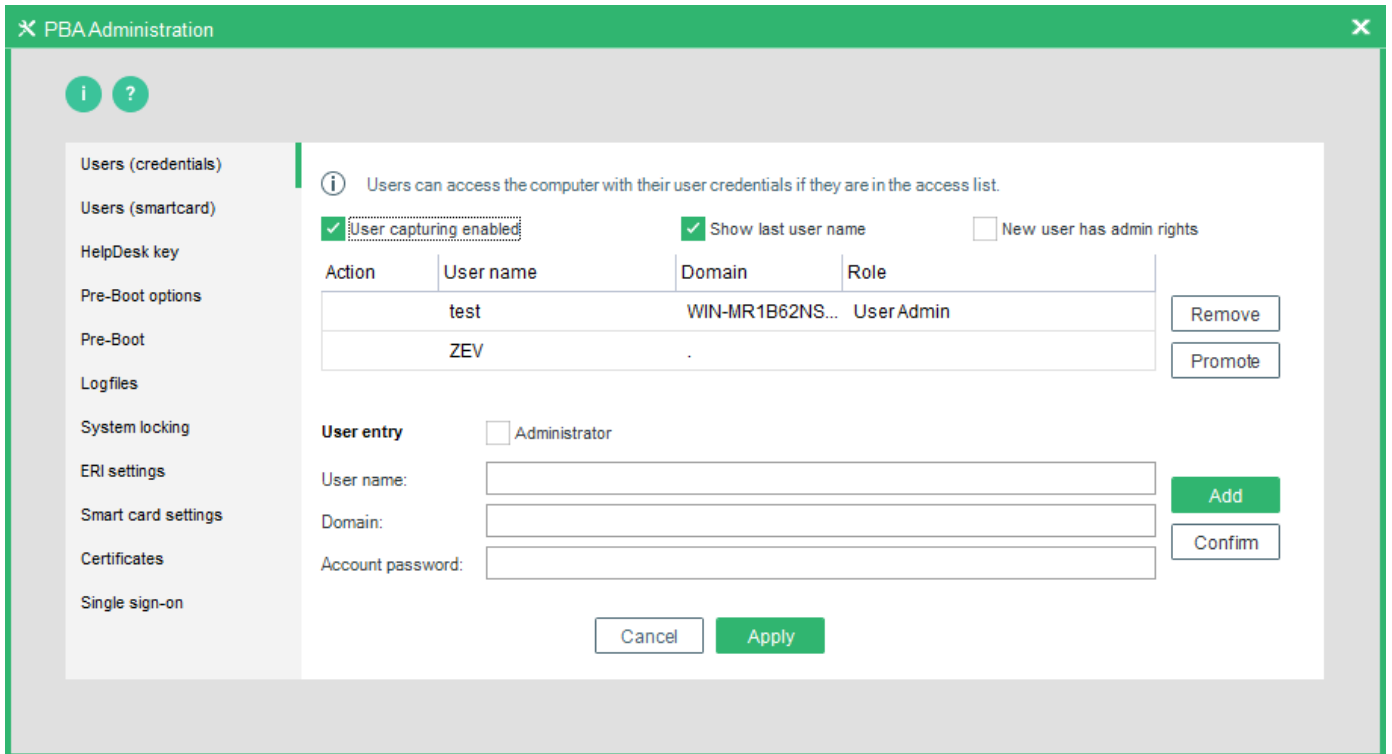 PBA Administration
i ?
Users (credentials)
Users (smartcard)
HelpDesk key
Pre-Boot options
Pre-Boot
Logfiles
System locking
ERI settings
Smart card settings
Certificates
Single sign-on
Users can access the computer with their user credentials if they are in the access list.
User capturing enabled Show last user name New user has admin rights
Action User name Domain Role
test WIN-MR1B62NS... User Admin
ZEV .
Remove
Promote
User entry Administrator
User name:
Domain:
Account password:
Add
Confirm
Cancel Apply